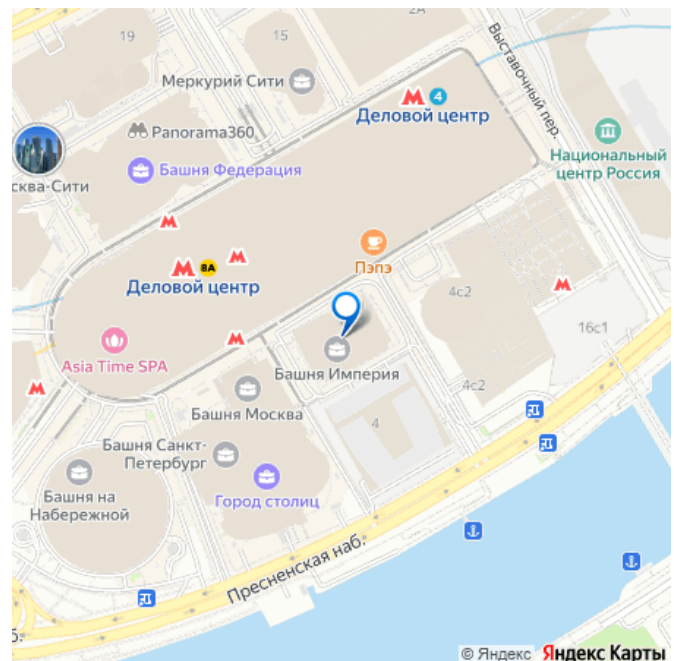 2А
19
15
Выставочный пер.
Меркурий Сити
4
Деловой центр
Panorama360
Национальный
центр Россия
сква-Сити
Башня Федерация
Пэпэ
8А
Деловой центр
4с2
16с1
Asia Time SPA
Башня Империя
4с2
Башня Москва
4
Башня Санкт-
Петербург
Башня на
Набережной
Город столиц
Пресненская наб.
б.
© Яндекс Яндекс Карты